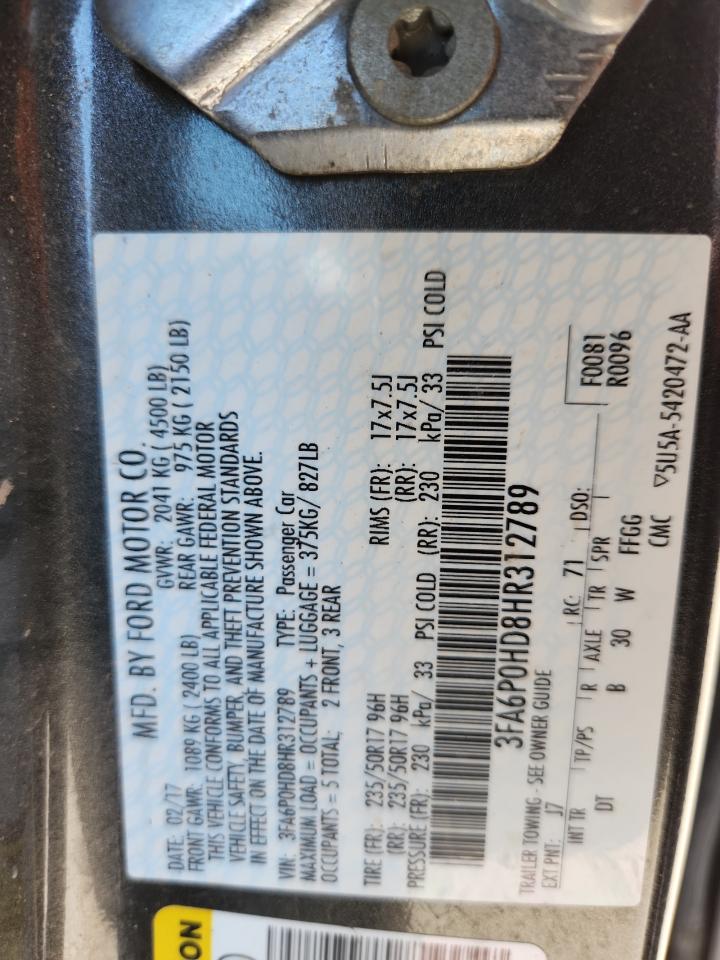 MFD. BY FORD MOTOR CO.
DATE: 02/17 GVWR: 2041 KG ( 4500 LB)
FRONT GAWR: 1089 KG ( 2400 LB) REAR GAWR: 975 KG ( 2150 LB)
THIS VEHICLE CONFORMS TO ALL APPLICABLE FEDERAL MOTOR
VEHICLE SAFETY, BUMPER, AND THEFT PREVENTION STANDARDS
IN EFFECT ON THE DATE OF MANUFACTURE SHOWN ABOVE.
VIN: 3FA6P0HD8HR312789 TYPE: Passenger Car
MAXIMUM LOAD = OCCUPANTS + LUGGAGE = 375KG/ 827LB
OCCUPANTS = 5 TOTAL; 2 FRONT, 3 REAR
TIRE (FR): 235/50R17 96H RIMS (FR): 17x7.5J
(RR): 235/50R17 96H (RR): 17x7.5J
PRESSURE (FR): 230 kPa/ 33 PSI COLD (RR): 230 kPa/ 33 PSI COLD
3FA6P0HD8HR312789
TRAILER TOWING - SEE OWNER GUIDE
EXT PNT: J7 RC: 71 DSO: F0081
R0096
INT TR TP/PS R AXLE TR SPR
DT B 30 W FFGG
CMC ▽5U5A-5420472-AA
ON